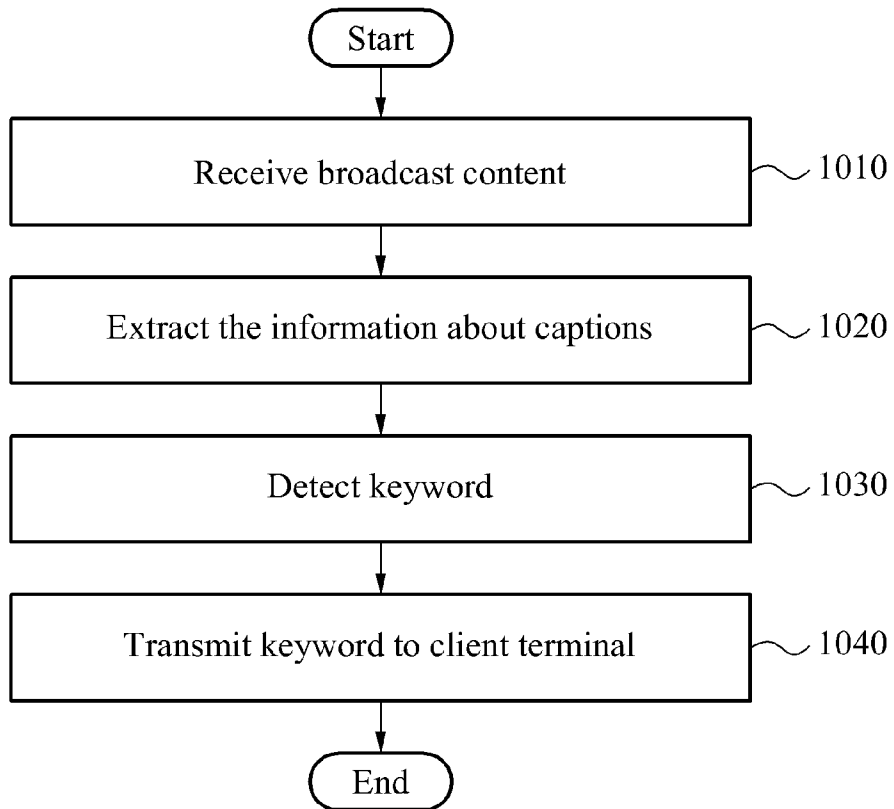 Start
Receive broadcast content
1010
Extract the information about captions
1020
Detect keyword
1030
Transmit keyword to client terminal
1040
End